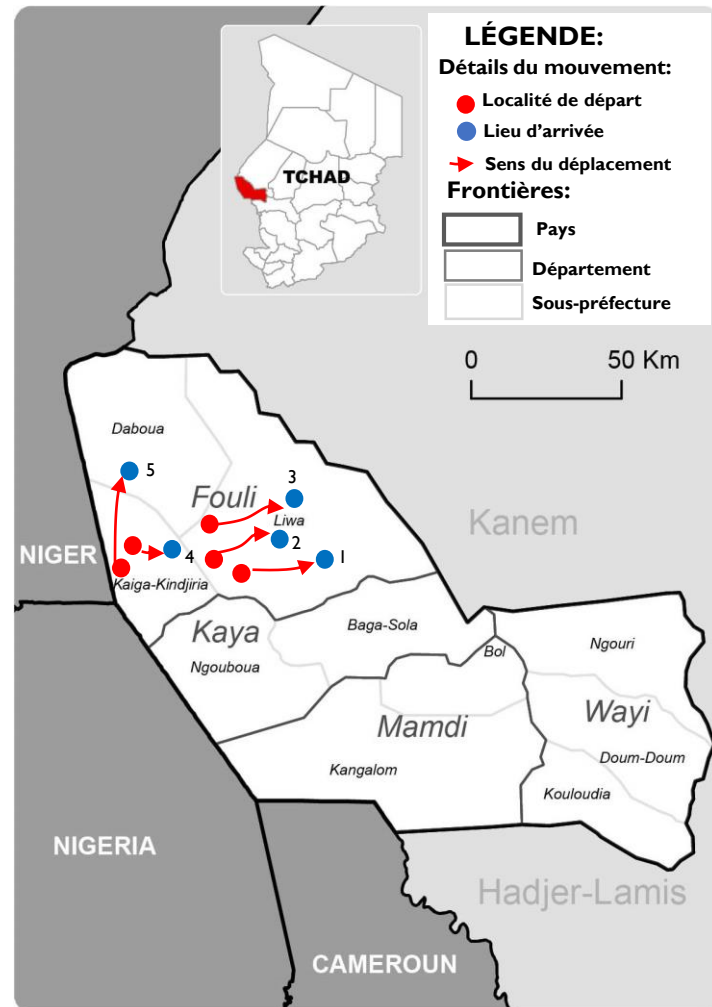 LÉGENDE:
Détails du mouvement:
Localité de départ
Lieu d'arrivée
Sens du déplacement
Frontières:
Pays
Département
Sous-préfecture
TCHAD
0 50 Km
Daboua
5
3
Fouli
Liwa
2
Kanem
NIGER
4
1
Kaiga-Kindjiria
Kaya
Baga-Sola
Ngouboua
Bol
Ngouri
Mamdi
Wayi
Kangalom
Doum-Doum
Kouloudia
NIGERIA
Hadjer-Lamis
CAMEROUN